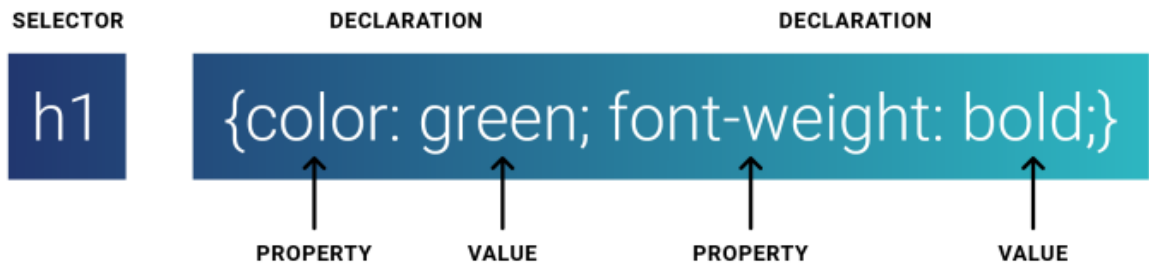 SELECTOR DECLARATION DECLARATION
h1 {color: green; font-weight: bold;}
PROPERTY VALUE PROPERTY VALUE